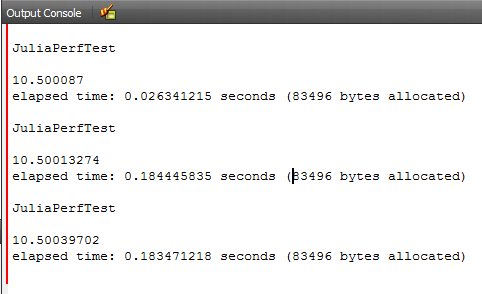 Output Console
JuliaPerfTest
10.500087
elapsed time: 0.026341215 seconds (83496 bytes allocated)
JuliaPerfTest
10.50013274
elapsed time: 0.184445835 seconds (83496 bytes allocated)
JuliaPerfTest
10.50039702
elapsed time: 0.183471218 seconds (83496 bytes allocated)